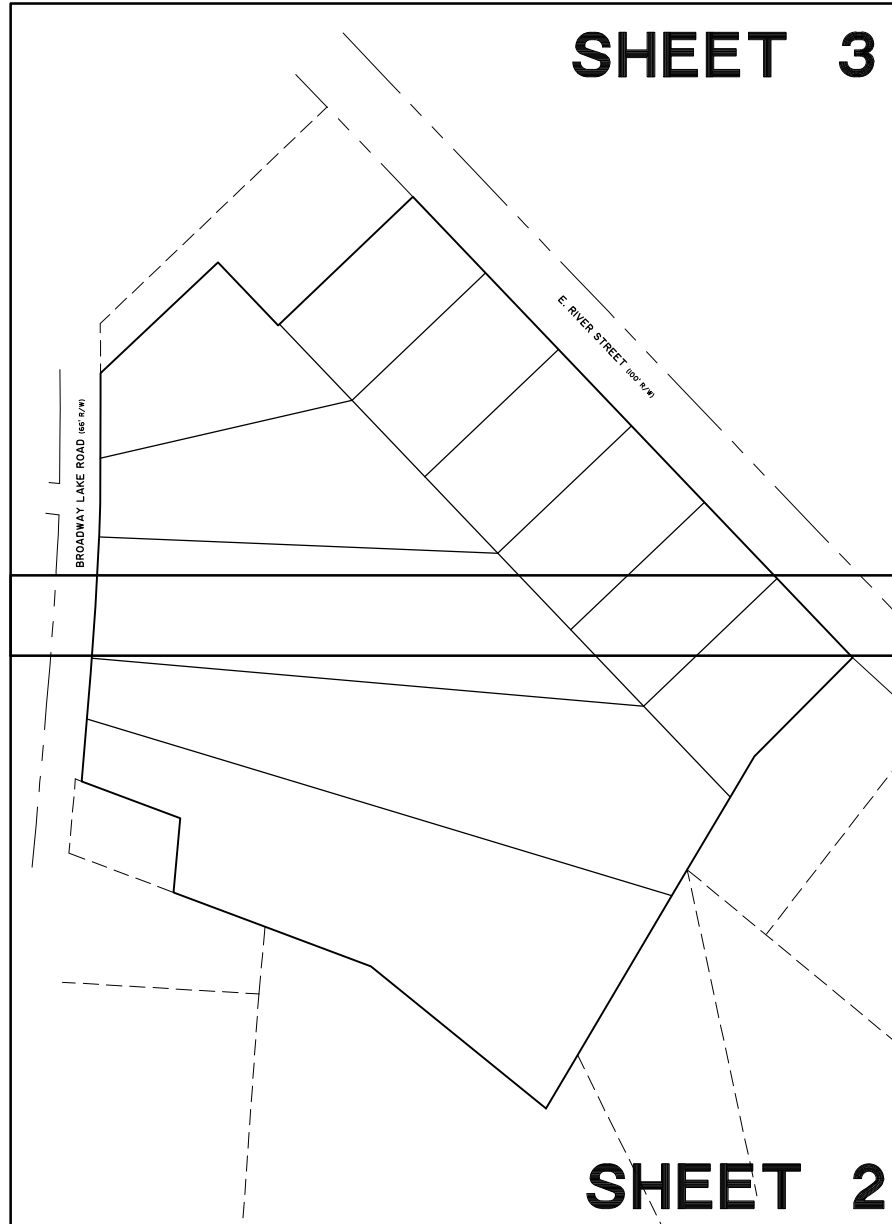 SHEET 3
E. RIVER STREET (100' R/W)
BROADWAY LAKE ROAD (66' R/W)
SHEET 2